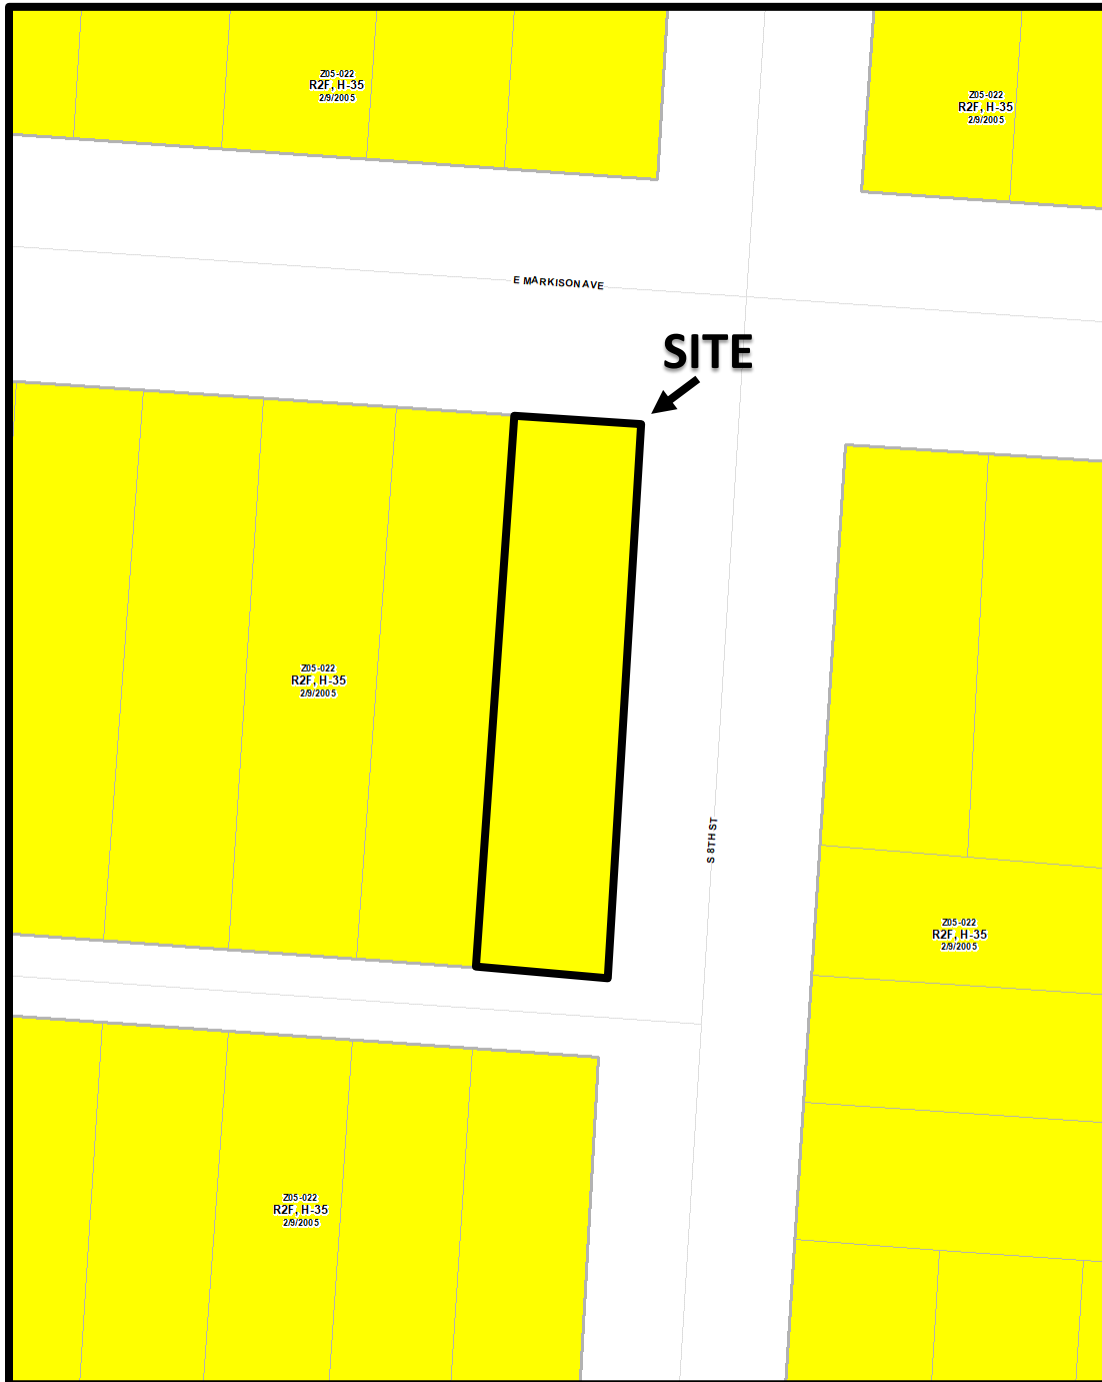 Z05-022
R2F, H-35
2/9/2005
Z05-022
R2F, H-35
2/9/2005
E MARKISON AVE
SITE
Z05-022
R2F, H-35
2/9/2005
S 8TH ST
Z05-022
R2F, H-35
2/9/2005
Z05-022
R2F, H-35
2/9/2005